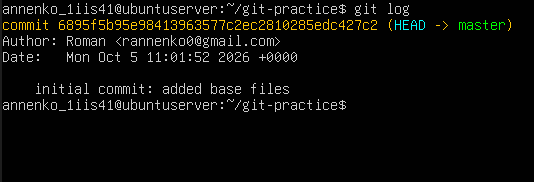 annenko_1iis41@ubuntuserver:~/git-practice$ git log
commit 6895f5b95e98413963577c2ec2810285edc427c2 (HEAD -> master)
Author: Roman <rannenko0@gmail.com>
Date:   Mon Oct 5 11:01:52 2026 +0000
    initial commit: added base files
annenko_1iis41@ubuntuserver:~/git-practice$